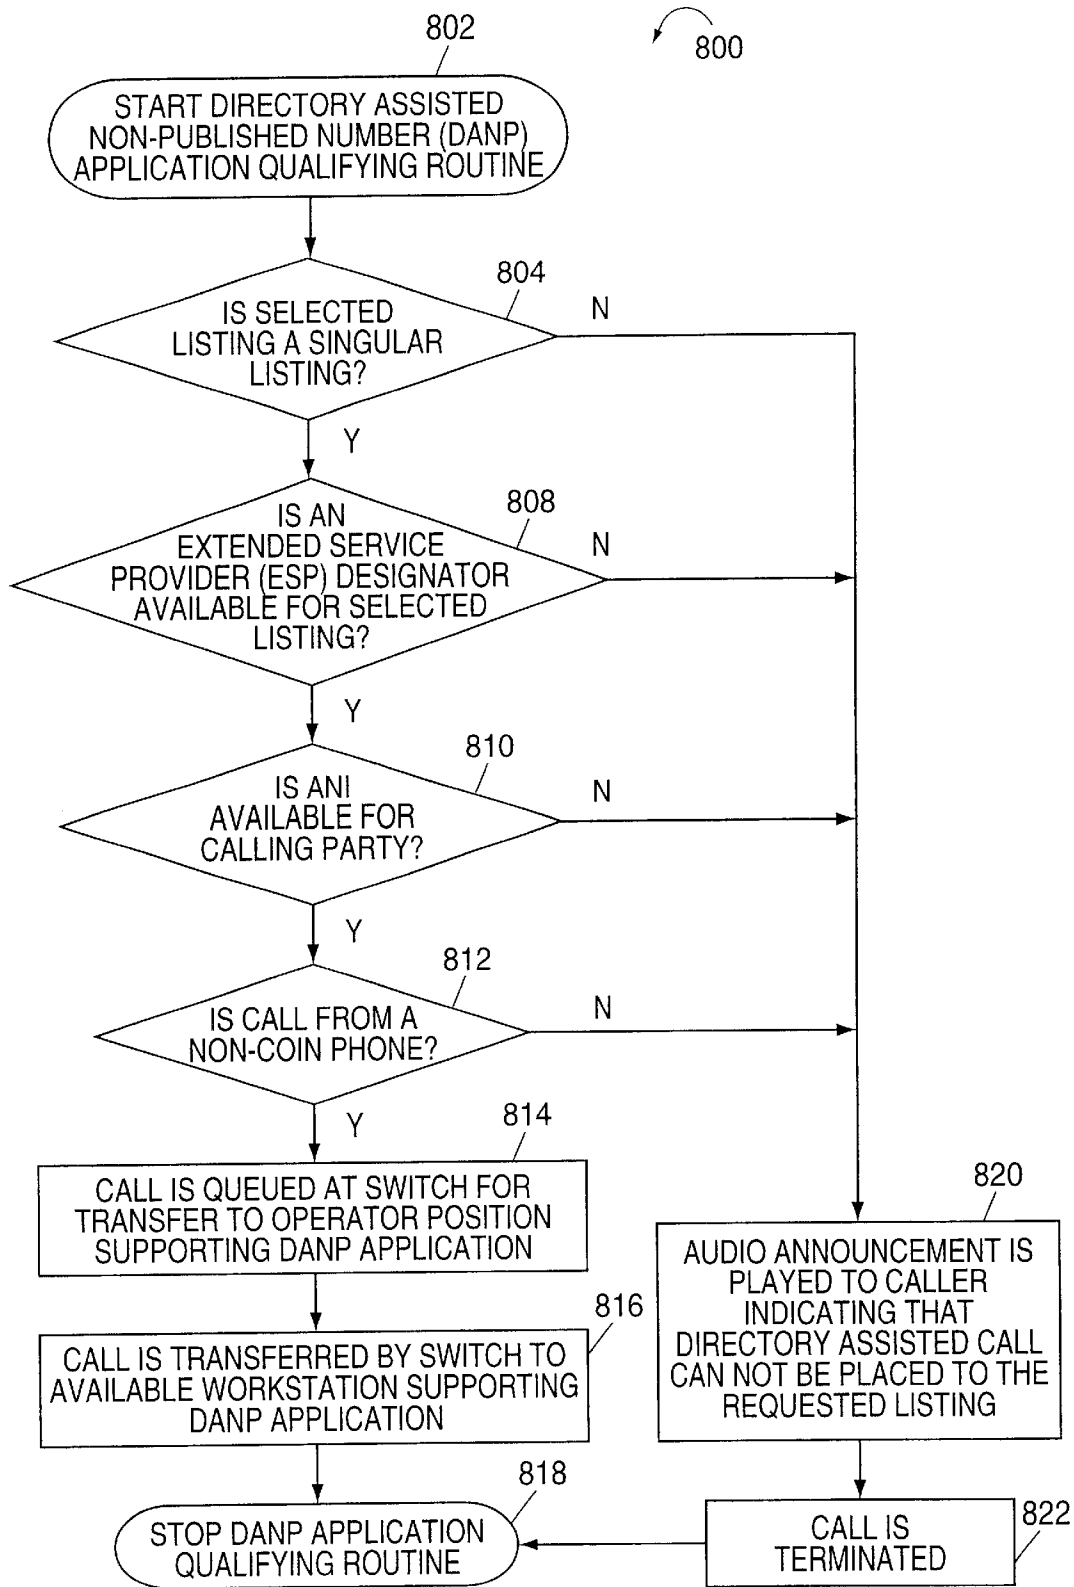 802
800
START DIRECTORY ASSISTED
NON-PUBLISHED NUMBER (DANP)
APPLICATION QUALIFYING ROUTINE
804
N
IS SELECTED
LISTING A SINGULAR
LISTING?
Y
808
N
IS AN
EXTENDED SERVICE
PROVIDER (ESP) DESIGNATOR
AVAILABLE FOR SELECTED
LISTING?
Y
810
N
IS ANI
AVAILABLE FOR
CALLING PARTY?
Y
812
N
IS CALL FROM A
NON-COIN PHONE?
Y
814
CALL IS QUEUED AT SWITCH FOR
TRANSFER TO OPERATOR POSITION
SUPPORTING DANP APPLICATION
816
CALL IS TRANSFERRED BY SWITCH TO
AVAILABLE WORKSTATION SUPPORTING
DANP APPLICATION
818
STOP DANP APPLICATION
QUALIFYING ROUTINE
820
AUDIO ANNOUNCEMENT IS
PLAYED TO CALLER
INDICATING THAT
DIRECTORY ASSISTED CALL
CAN NOT BE PLACED TO THE
REQUESTED LISTING
822
CALL IS
TERMINATED